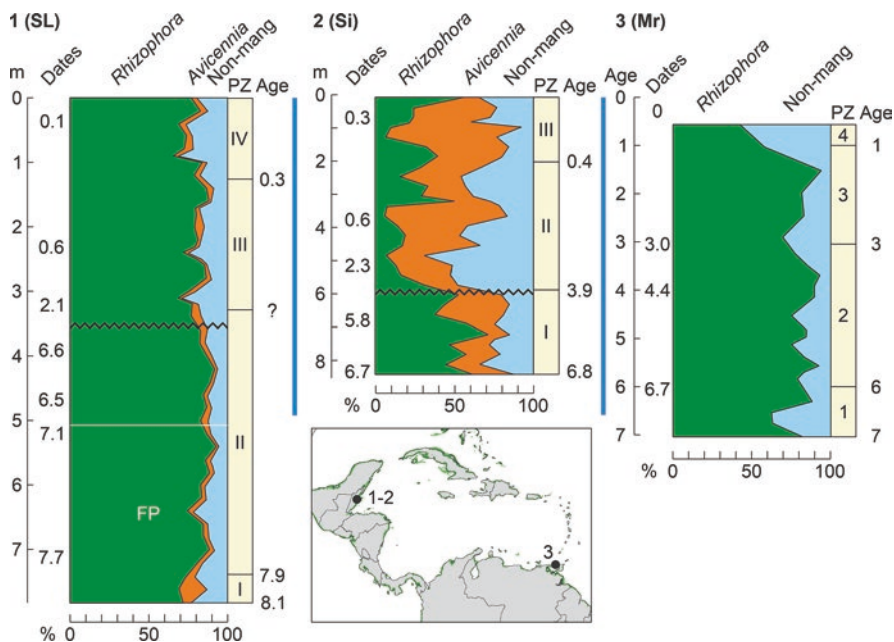 1 (SL)
m
Dates
Rhizophora
Avicennia
Non-mang
PZ
Age
0
1
2
3
4
5
6
7
0.1
0.6
2.1
6.6
6.5
7.1
7.7
FP
IV
III
II
I
0.3
?
7.9
8.1
%
0
50
100
2 (Si)
m
Dates
Rhizophora
Avicennia
Non-mang
PZ
Age
0
2
4
6
8
0.3
0.6
2.3
5.8
6.7
III
II
I
0.4
3.9
6.8
%
0
50
100
3 (Mr)
Age
Dates
Rhizophora
Non-mang
PZ
Age
0
1
2
3
4
5
6
7
0
3.0
4.4
6.7
4
3
2
1
1
3
6
7
%
0
50
100
1-2
3